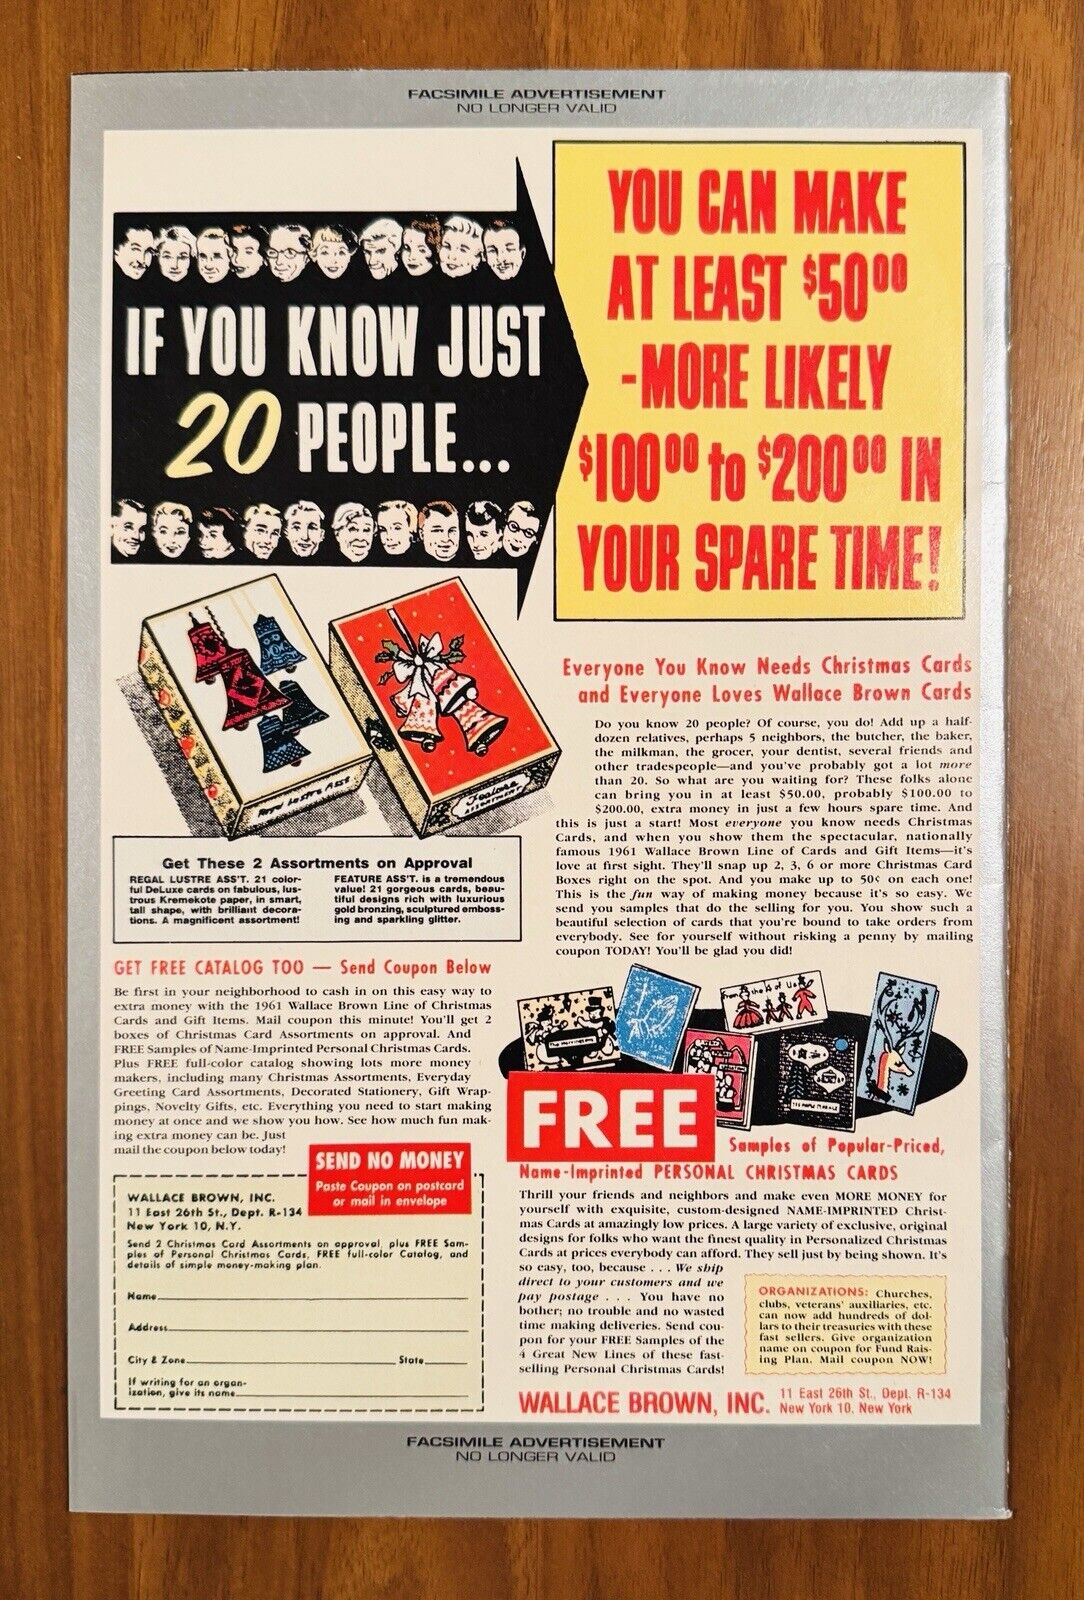 FACSIMILE ADVERTISEMENT
NO LONGER VALID
IF YOU KNOW JUST
20 PEOPLE...
YOU CAN MAKE
AT LEAST $50⁰⁰
-MORE LIKELY
$100⁰⁰ to $200⁰⁰ IN
YOUR SPARE TIME!
Feature
ASSORTMENT
Get These 2 Assortments on Approval
REGAL LUSTRE ASS'T. 21 color-
ful DeLuxe cards on fabulous, lus-
trous Kremekote paper, in smart,
tall shape, with brilliant decora-
tions. A magnificent assortment!
FEATURE ASS'T. is a tremendous
value! 21 gorgeous cards, beau-
tiful designs rich with luxurious
gold bronzing, sculptured emboss-
ing and sparkling glitter.
GET FREE CATALOG TOO — Send Coupon Below
Be first in your neighborhood to cash in on this easy way to
extra money with the 1961 Wallace Brown Line of Christmas
Cards and Gift Items. Mail coupon this minute! You'll get 2
boxes of Christmas Card Assortments on approval. And
FREE Samples of Name-Imprinted Personal Christmas Cards.
Plus FREE full-color catalog showing lots more money
makers, including many Christmas Assortments, Everyday
Greeting Card Assortments, Decorated Stationery, Gift Wrap-
pings, Novelty Gifts, etc. Everything you need to start making
money at once and we show you how. See how much fun mak-
ing extra money can be. Just
mail the coupon below today!
SEND NO MONEY
Paste Coupon on postcard
or mail in envelope
WALLACE BROWN, INC.
11 East 26th St., Dept. R-134
New York 10, N.Y.
Send 2 Christmas Card Assortments on approval, plus FREE Sam-
ples of Personal Christmas Cards, FREE full-color Catalog, and
details of simple money-making plan.
Name
Address
City & Zone State
If writing for an organ-
ization, give its name
Everyone You Know Needs Christmas Cards
and Everyone Loves Wallace Brown Cards
Do you know 20 people? Of course, you do! Add up a half-
dozen relatives, perhaps 5 neighbors, the butcher, the baker,
the milkman, the grocer, your dentist, several friends and
other tradespeople—and you've probably got a lot more
than 20. So what are you waiting for? These folks alone
can bring you in at least $50.00, probably $100.00 to
$200.00, extra money in just a few hours spare time. And
this is just a start! Most everyone you know needs Christmas
Cards, and when you show them the spectacular, nationally
famous 1961 Wallace Brown Line of Cards and Gift Items—it's
love at first sight. They'll snap up 2, 3, 6 or more Christmas Card
Boxes right on the spot. And you make up to 50¢ on each one!
This is the fun way of making money because it's so easy. We
send you samples that do the selling for you. You show such a
beautiful selection of cards that you're bound to take orders from
everybody. See for yourself without risking a penny by mailing
coupon TODAY! You'll be glad you did!
FREE
Samples of Popular-Priced,
Name-Imprinted PERSONAL CHRISTMAS CARDS
Thrill your friends and neighbors and make even MORE MONEY for
yourself with exquisite, custom-designed NAME-IMPRINTED Christ-
mas Cards at amazingly low prices. A large variety of exclusive, original
designs for folks who want the finest quality in Personalized Christmas
Cards at prices everybody can afford. They sell just by being shown. It's
so easy, too, because . . . We ship
direct to your customers and we
pay postage . . . You have no
bother; no trouble and no wasted
time making deliveries. Send cou-
pon for your FREE Samples of the
4 Great New Lines of these fast-
selling Personal Christmas Cards!
ORGANIZATIONS: Churches,
clubs, veterans' auxiliaries, etc.
can now add hundreds of dol-
lars to their treasuries with these
fast sellers. Give organization
name on coupon for Fund Rais-
ing Plan. Mail coupon NOW!
WALLACE BROWN, INC. 11 East 26th St., Dept. R-134
New York 10, New York
FACSIMILE ADVERTISEMENT
NO LONGER VALID